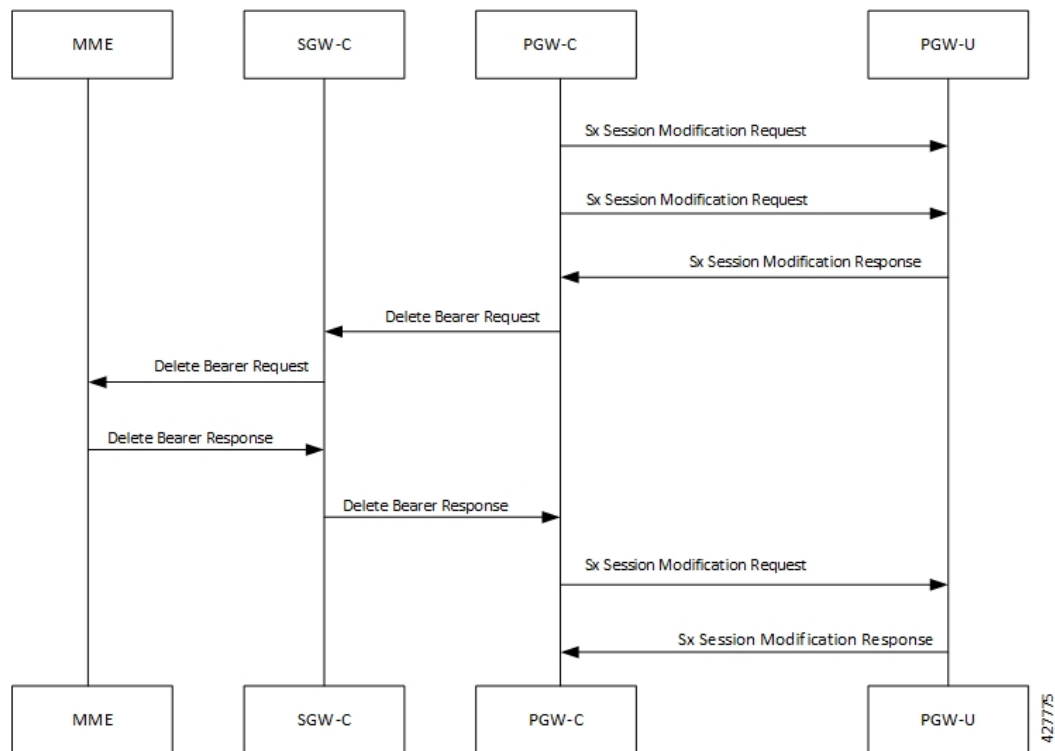 MME
SGW-C
PGW-C
PGW-U
Sx Session Modification Request
Sx Session Modification Request
Sx Session Modification Response
Delete Bearer Request
Delete Bearer Request
Delete Bearer Response
Delete Bearer Response
Sx Session Modification Request
Sx Session Modification Response
MME
SGW-C
PGW-C
PGW-U
427775